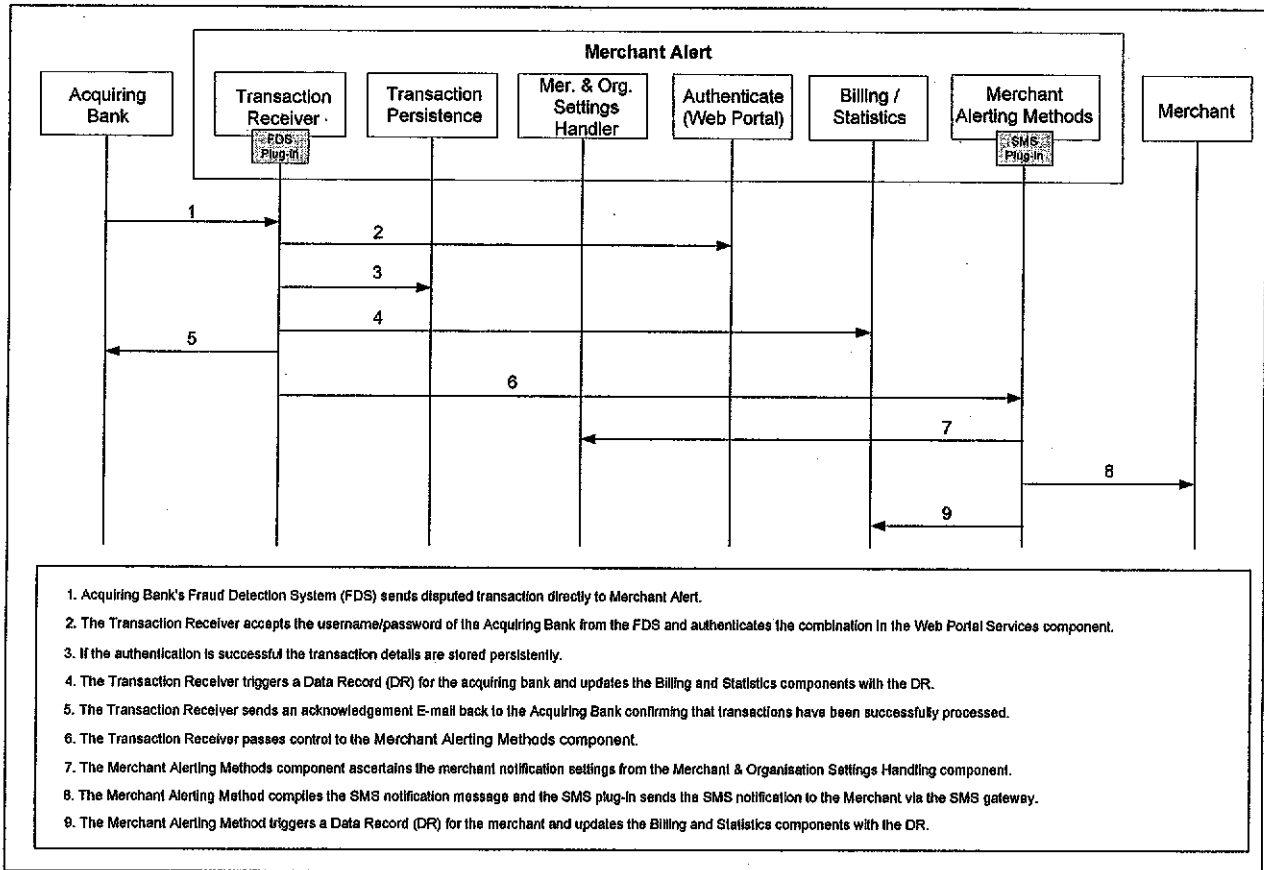 Merchant Alert
Acquiring
Bank
Transaction
Receiver
FDS
Plug-in
Transaction
Persistence
Mer. & Org.
Settings
Handler
Authenticate
(Web Portal)
Billing /
Statistics
Merchant
Alerting Methods
SMS
Plug-in
Merchant
1
2
3
4
5
6
7
8
9
1. Acquiring Bank's Fraud Detection System (FDS) sends disputed transaction directly to Merchant Alert.
2. The Transaction Receiver accepts the username/password of the Acquiring Bank from the FDS and authenticates the combination in the Web Portal Services component.
3. If the authentication is successful the transaction details are stored persistently.
4. The Transaction Receiver triggers a Data Record (DR) for the acquiring bank and updates the Billing and Statistics components with the DR.
5. The Transaction Receiver sends an acknowledgement E-mail back to the Acquiring Bank confirming that transactions have been successfully processed.
6. The Transaction Receiver passes control to the Merchant Alerting Methods component.
7. The Merchant Alerting Methods component ascertains the merchant notification settings from the Merchant & Organisation Settings Handling component.
8. The Merchant Alerting Method compiles the SMS notification message and the SMS plug-in sends the SMS notification to the Merchant via the SMS gateway.
9. The Merchant Alerting Method triggers a Data Record (DR) for the merchant and updates the Billing and Statistics components with the DR.